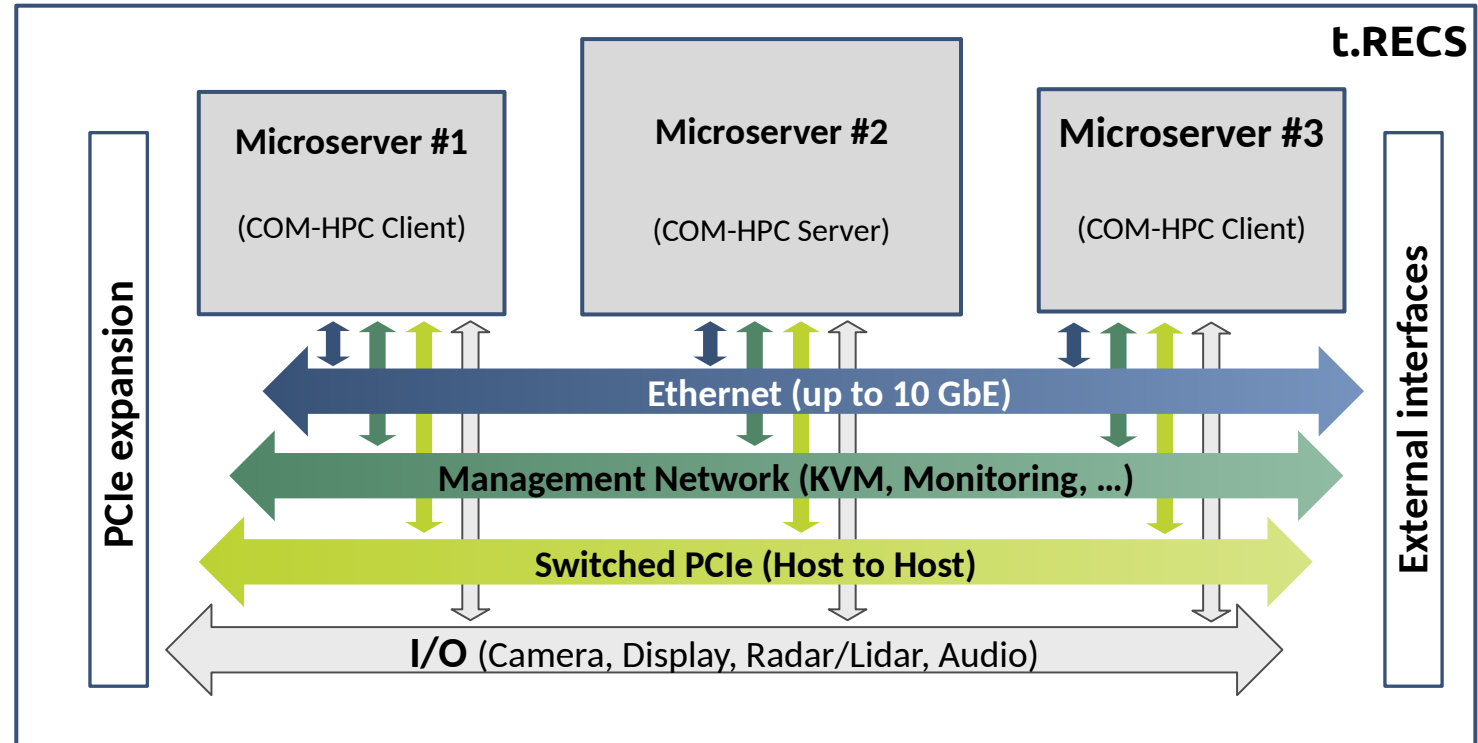 t.RECS
Microserver #1
(COM-HPC Client)
Microserver #2
(COM-HPC Server)
Microserver #3
(COM-HPC Client)
PCIe expansion
External interfaces
Ethernet (up to 10 GbE)
Management Network (KVM, Monitoring, ...)
Switched PCIe (Host to Host)
I/O (Camera, Display, Radar/Lidar, Audio)